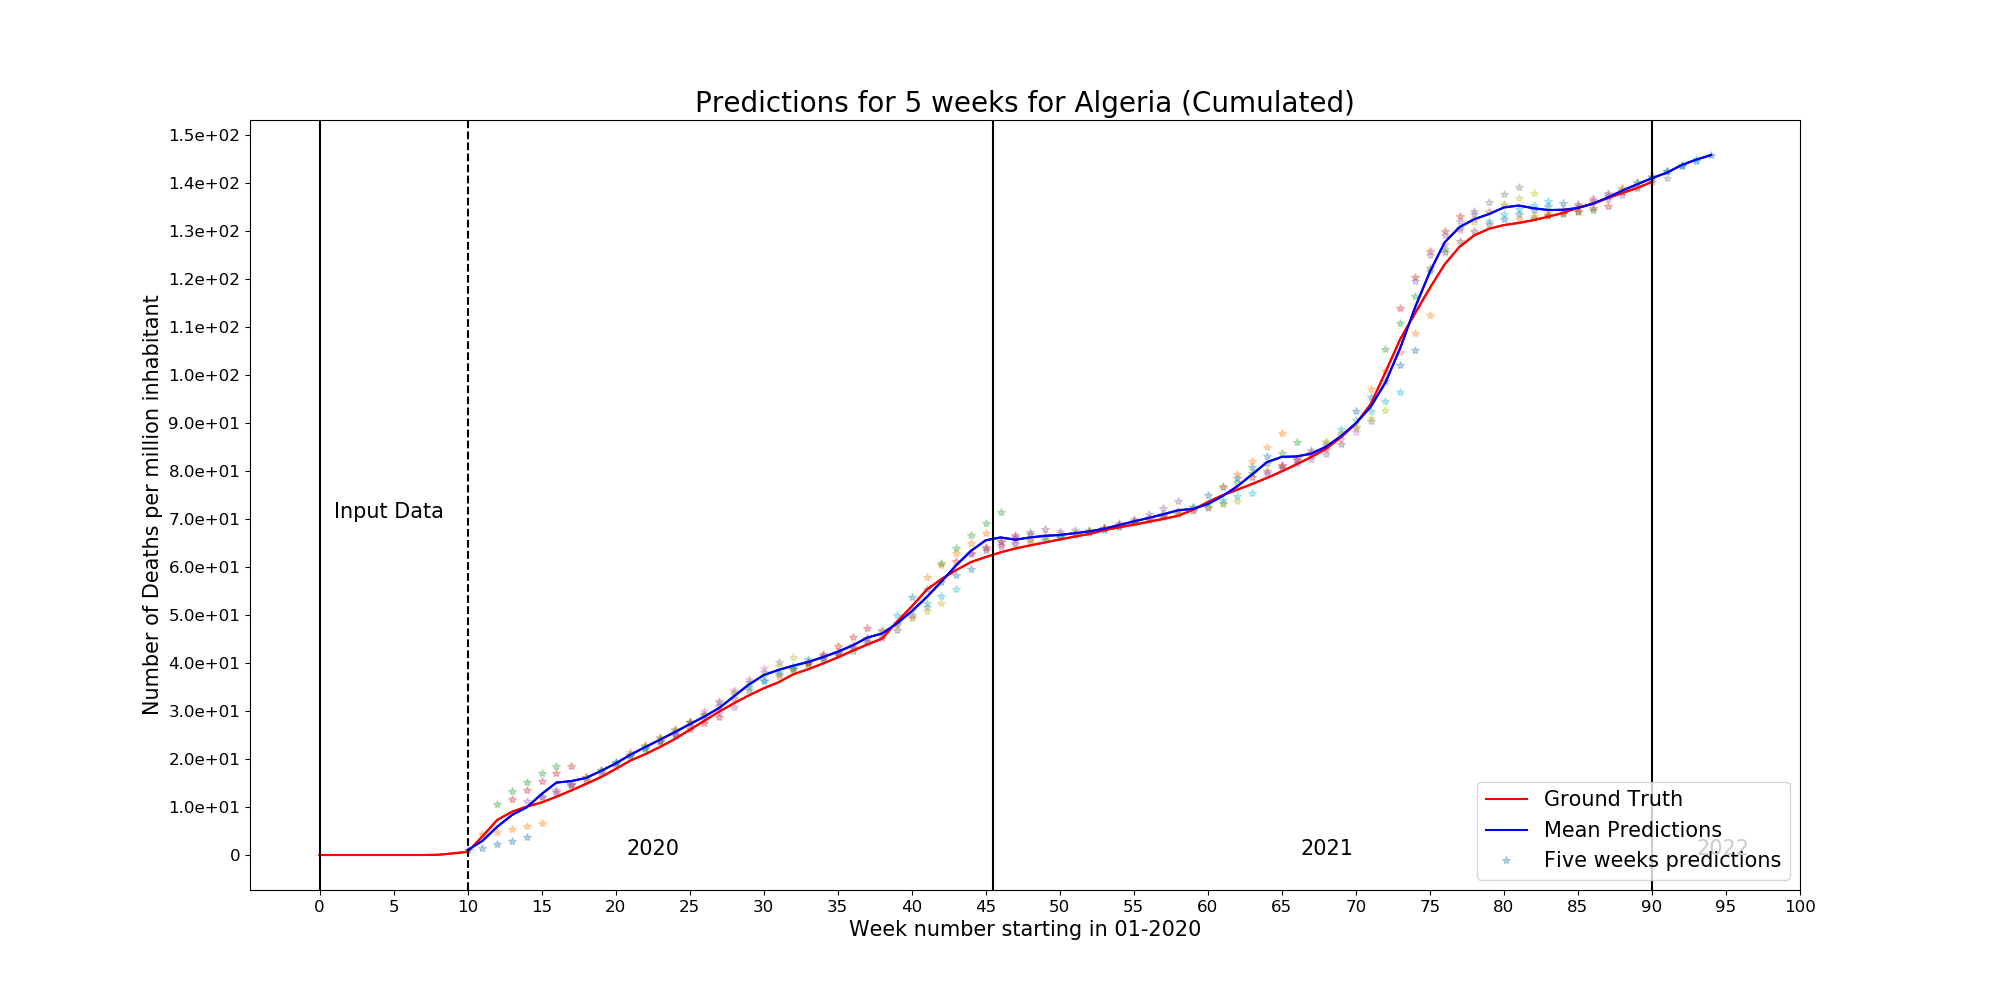 Predictions for 5 weeks for Algeria (Cumulated)
Number of Deaths per million inhabitant
1.5e+02
1.4e+02
1.3e+02
1.2e+02
1.1e+02
1.0e+02
9.0e+01
8.0e+01
7.0e+01
6.0e+01
5.0e+01
4.0e+01
3.0e+01
2.0e+01
1.0e+01
0
Input Data
2020
2021
2022
Ground Truth
Mean Predictions
Five weeks predictions
0 5 10 15 20 25 30 35 40 45 50 55 60 65 70 75 80 85 90 95 100
Week number starting in 01-2020